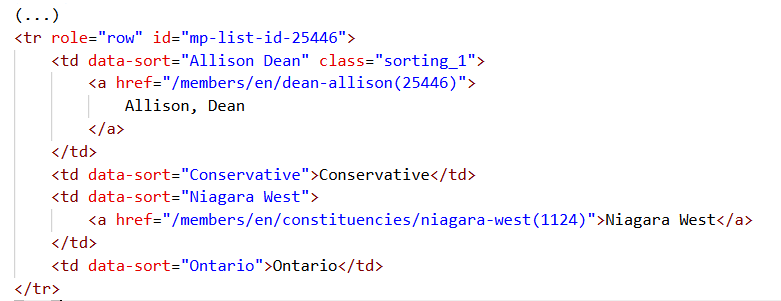 (...)
<tr role="row" id="mp-list-id-25446">
    <td data-sort="Allison Dean" class="sorting_1">
        <a href="/members/en/dean-allison(25446)">
            Allison, Dean
        </a>
    </td>
    <td data-sort="Conservative">Conservative</td>
    <td data-sort="Niagara West">
        <a href="/members/en/constituencies/niagara-west(1124)">Niagara West</a>
    </td>
    <td data-sort="Ontario">Ontario</td>
</tr>